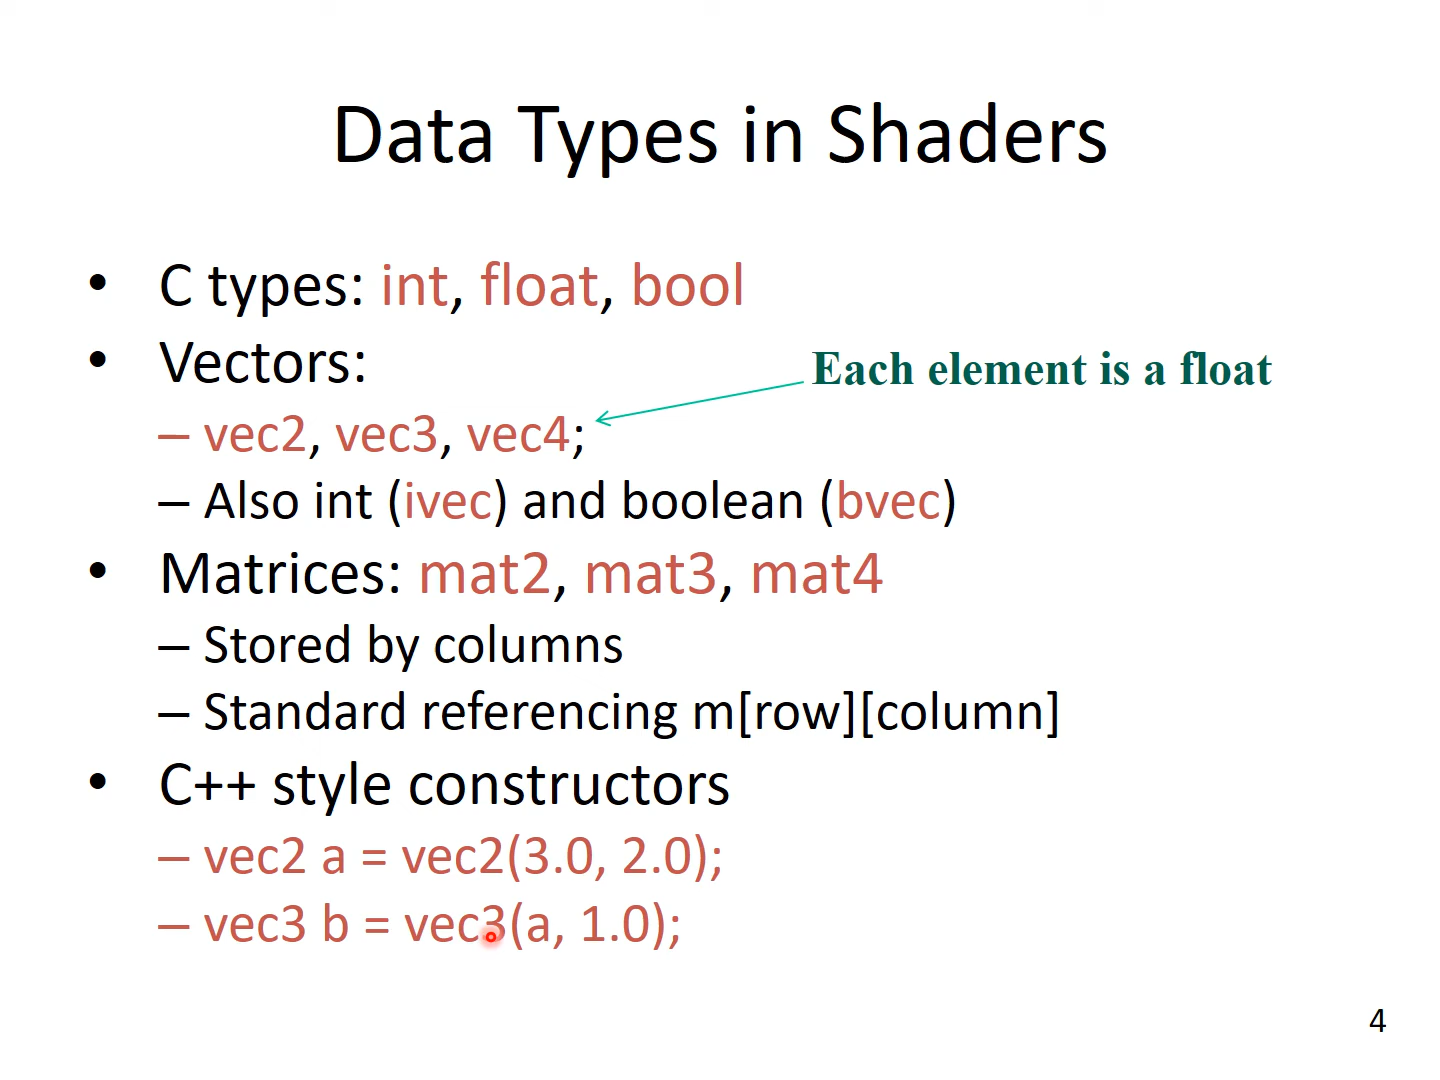 Data Types in Shaders
• C types: int, float, bool
• Vectors:
Each element is a float
– vec2, vec3, vec4;
– Also int (ivec) and boolean (bvec)
• Matrices: mat2, mat3, mat4
– Stored by columns
– Standard referencing m[row][column]
• C++ style constructors
– vec2 a = vec2(3.0, 2.0);
– vec3 b = vec3(a, 1.0);
4